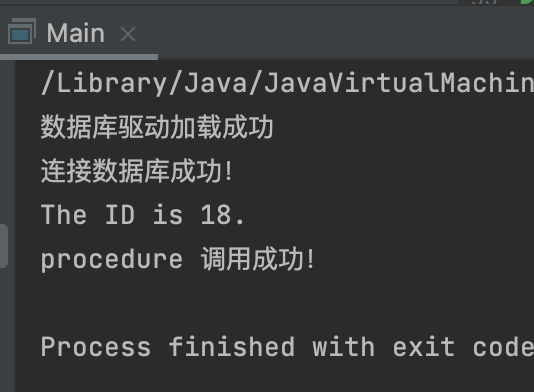 Main
/Library/Java/JavaVirtualMachin
数据库驱动加载成功
连接数据库成功!
The ID is 18.
procedure 调用成功!
Process finished with exit code